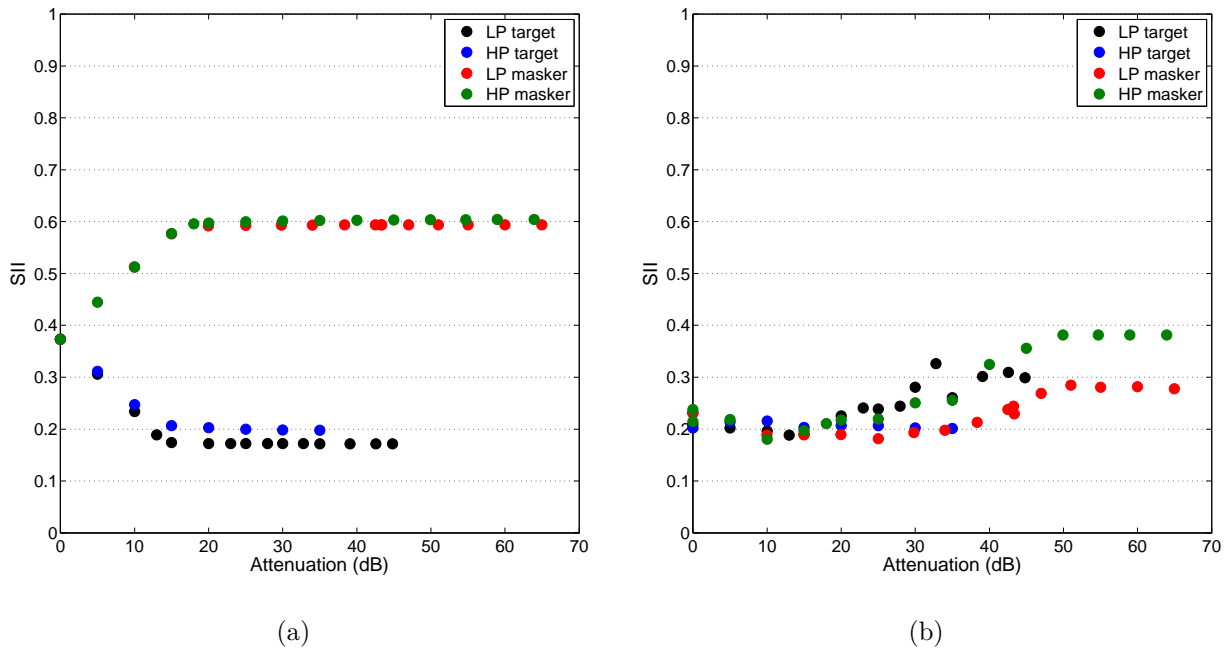 1
0.9
0.8
0.7
0.6
0.5
0.4
0.3
0.2
0.1
0
SII
0 10 20 30 40 50 60 70
Attenuation (dB)
LP target
HP target
LP masker
HP masker
(a)
1
0.9
0.8
0.7
0.6
0.5
0.4
0.3
0.2
0.1
0
SII
0 10 20 30 40 50 60 70
Attenuation (dB)
LP target
HP target
LP masker
HP masker
(b)